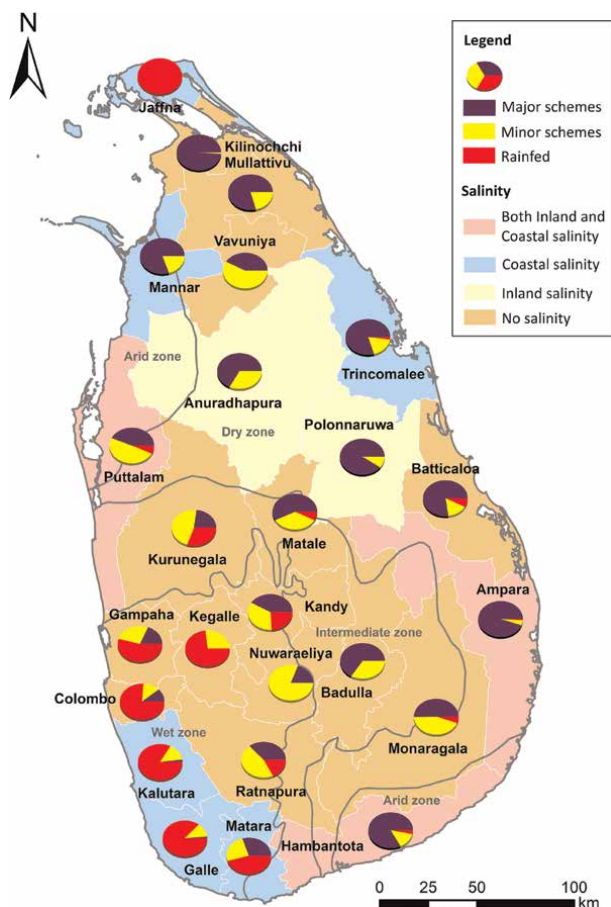 N
Legend
Major schemes
Minor schemes
Rainfed
Salinity
Both Inland and
Coastal salinity
Coastal salinity
Inland salinity
No salinity
Jaffna
Kilinochchi
Mullattivu
Vavuniya
Mannar
Arid zone
Trincomalee
Anuradhapura
Dry zone
Polonnaruwa
Batticaloa
Puttalam
Kurunegala
Matale
Ampara
Gampaha
Kegalle
Kandy
Intermediate zone
Nuwaraeliya
Badulla
Colombo
Wet zone
Monaragala
Kalutara
Ratnapura
Arid zone
Matara
Hambantota
Galle
0 25 50 100
km